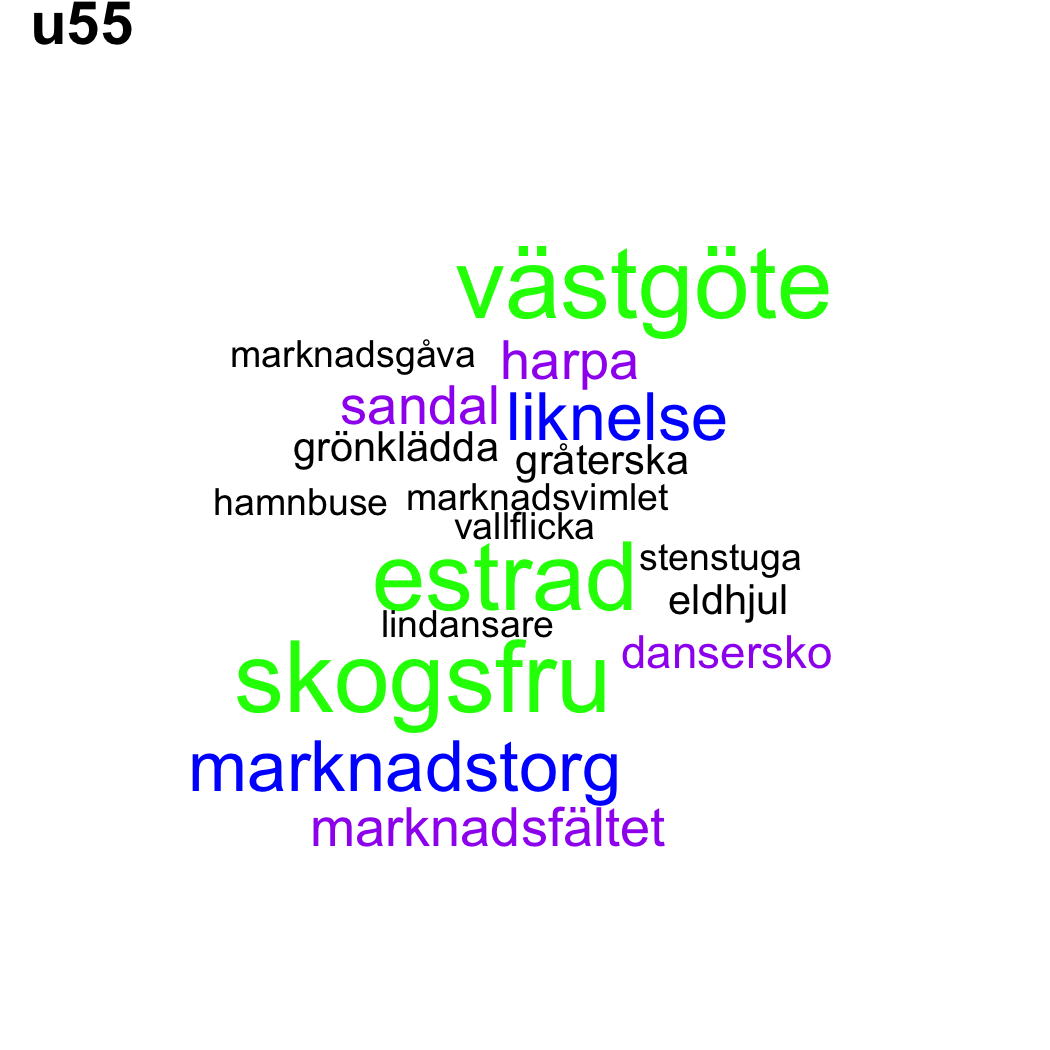 u55
västgöte
marknadsgåva harpa
sandal liknelse
grönklädda gråterska
hamnbuse marknadsvimlet
vallflicka
estrad stenstuga
eldhjul
lindansare
skogsfru dansersko
marknadstorg
marknadsfältet